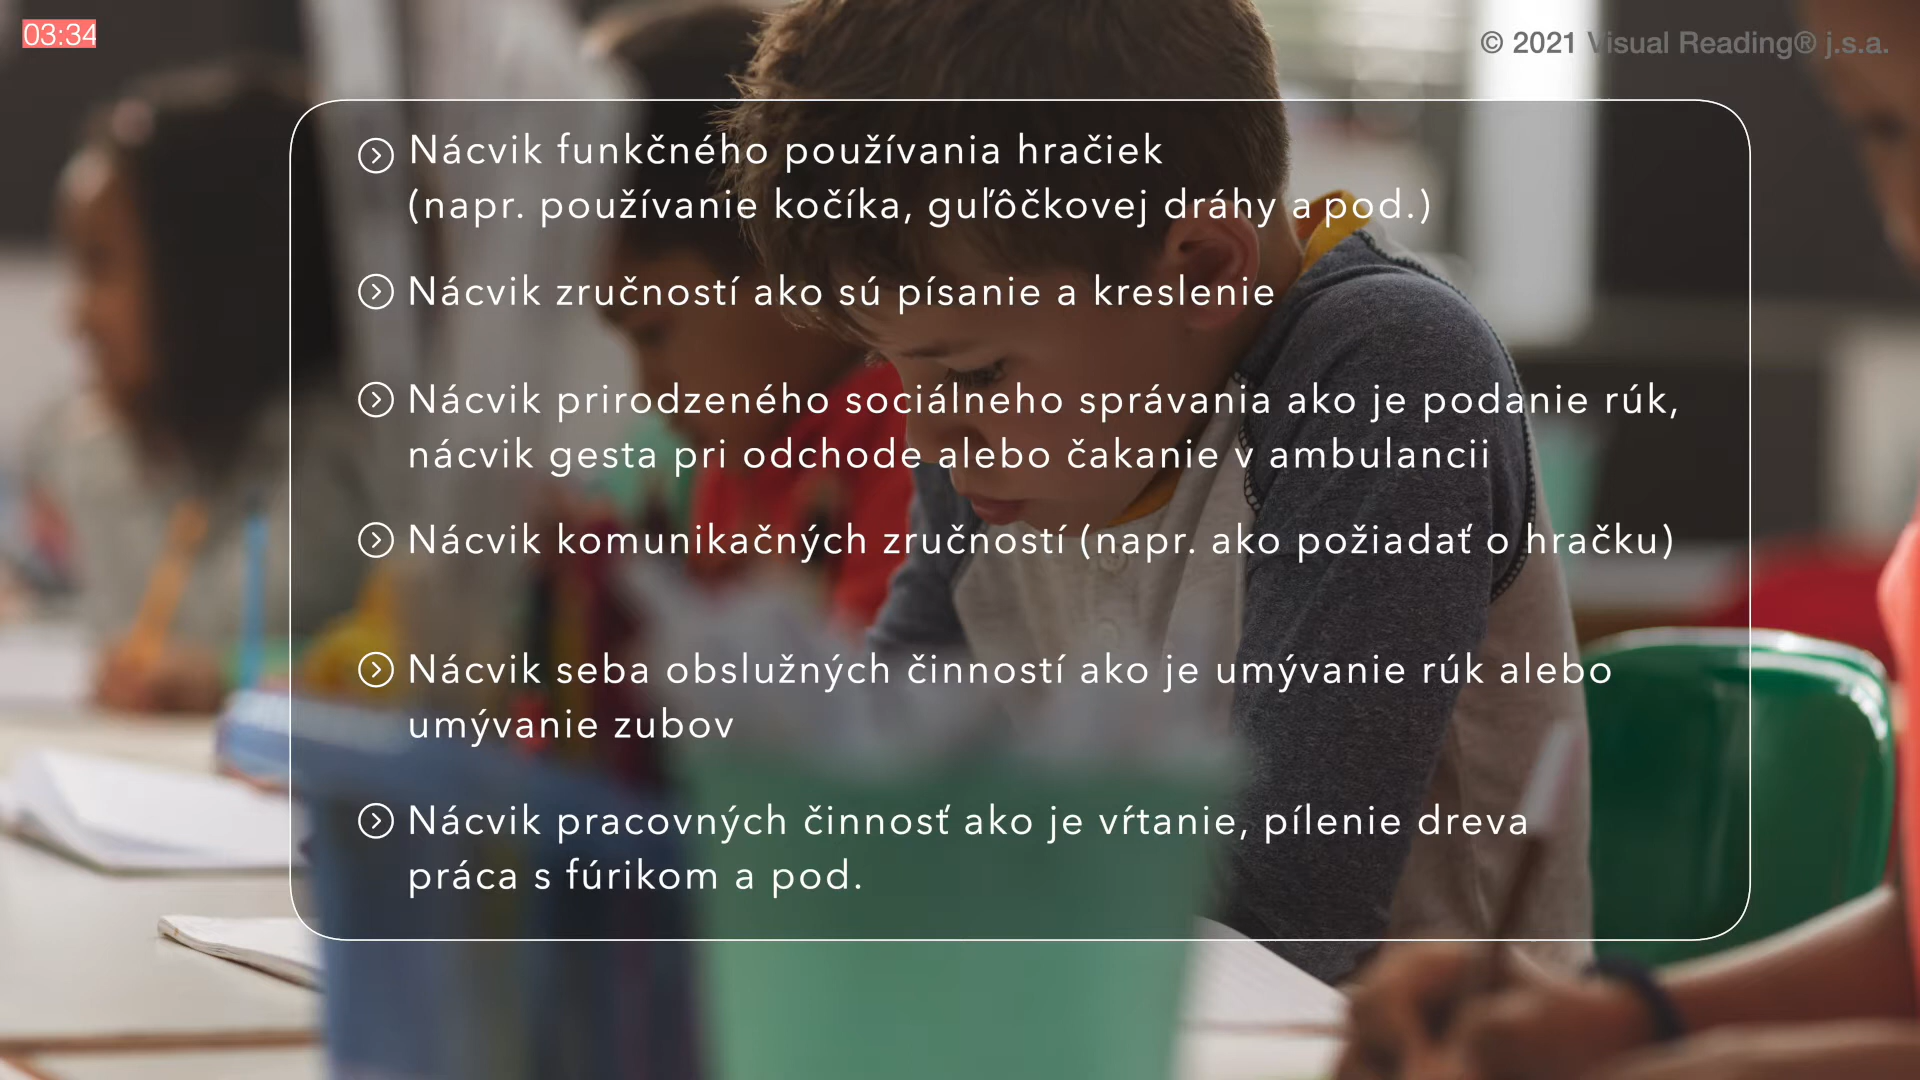 03:34
© 2021 Visual Reading® j.s.a.
Nácvik funkčného používania hračiek
(napr. používanie kočíka, guľôčkovej dráhy a pod.)
Nácvik zručností ako sú písanie a kreslenie
Nácvik prirodzeného sociálneho správania ako je podanie rúk,
nácvik gesta pri odchode alebo čakanie v ambulancii
Nácvik komunikačných zručností (napr. ako požiadať o hračku)
Nácvik seba obslužných činností ako je umývanie rúk alebo
umývanie zubov
Nácvik pracovných činnosť ako je vŕtanie, pílenie dreva
práca s fúrikom a pod.